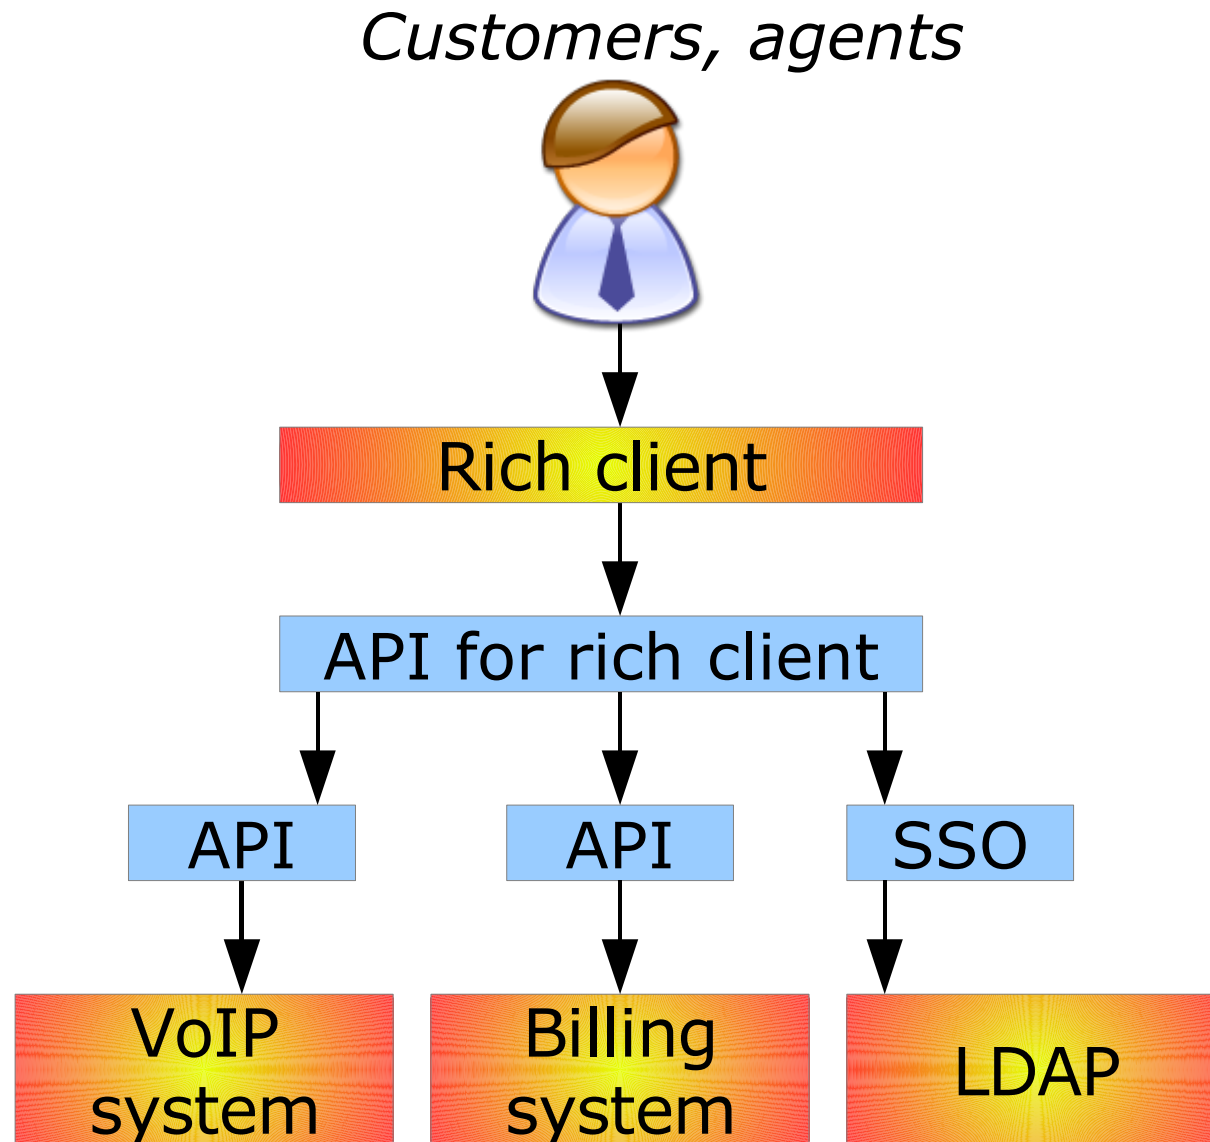 Customers, agents
Rich client
API for rich client
API
API
SSO
VoIP
system
Billing
system
LDAP